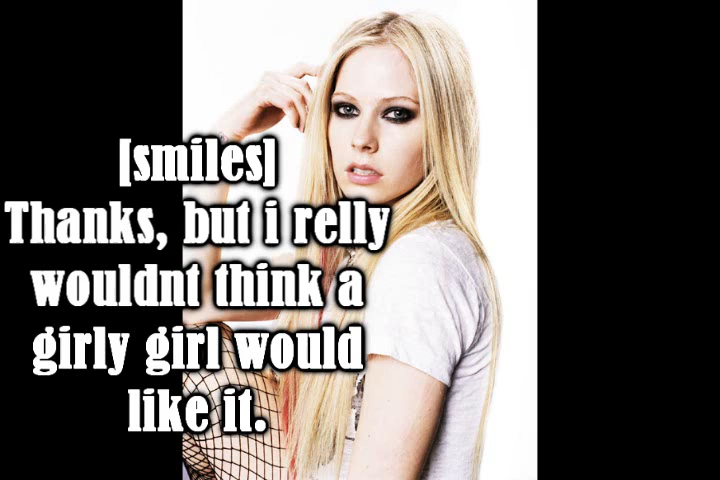 [smiles]
Thanks, but i relly
wouldnt think a
girly girl would
like it.